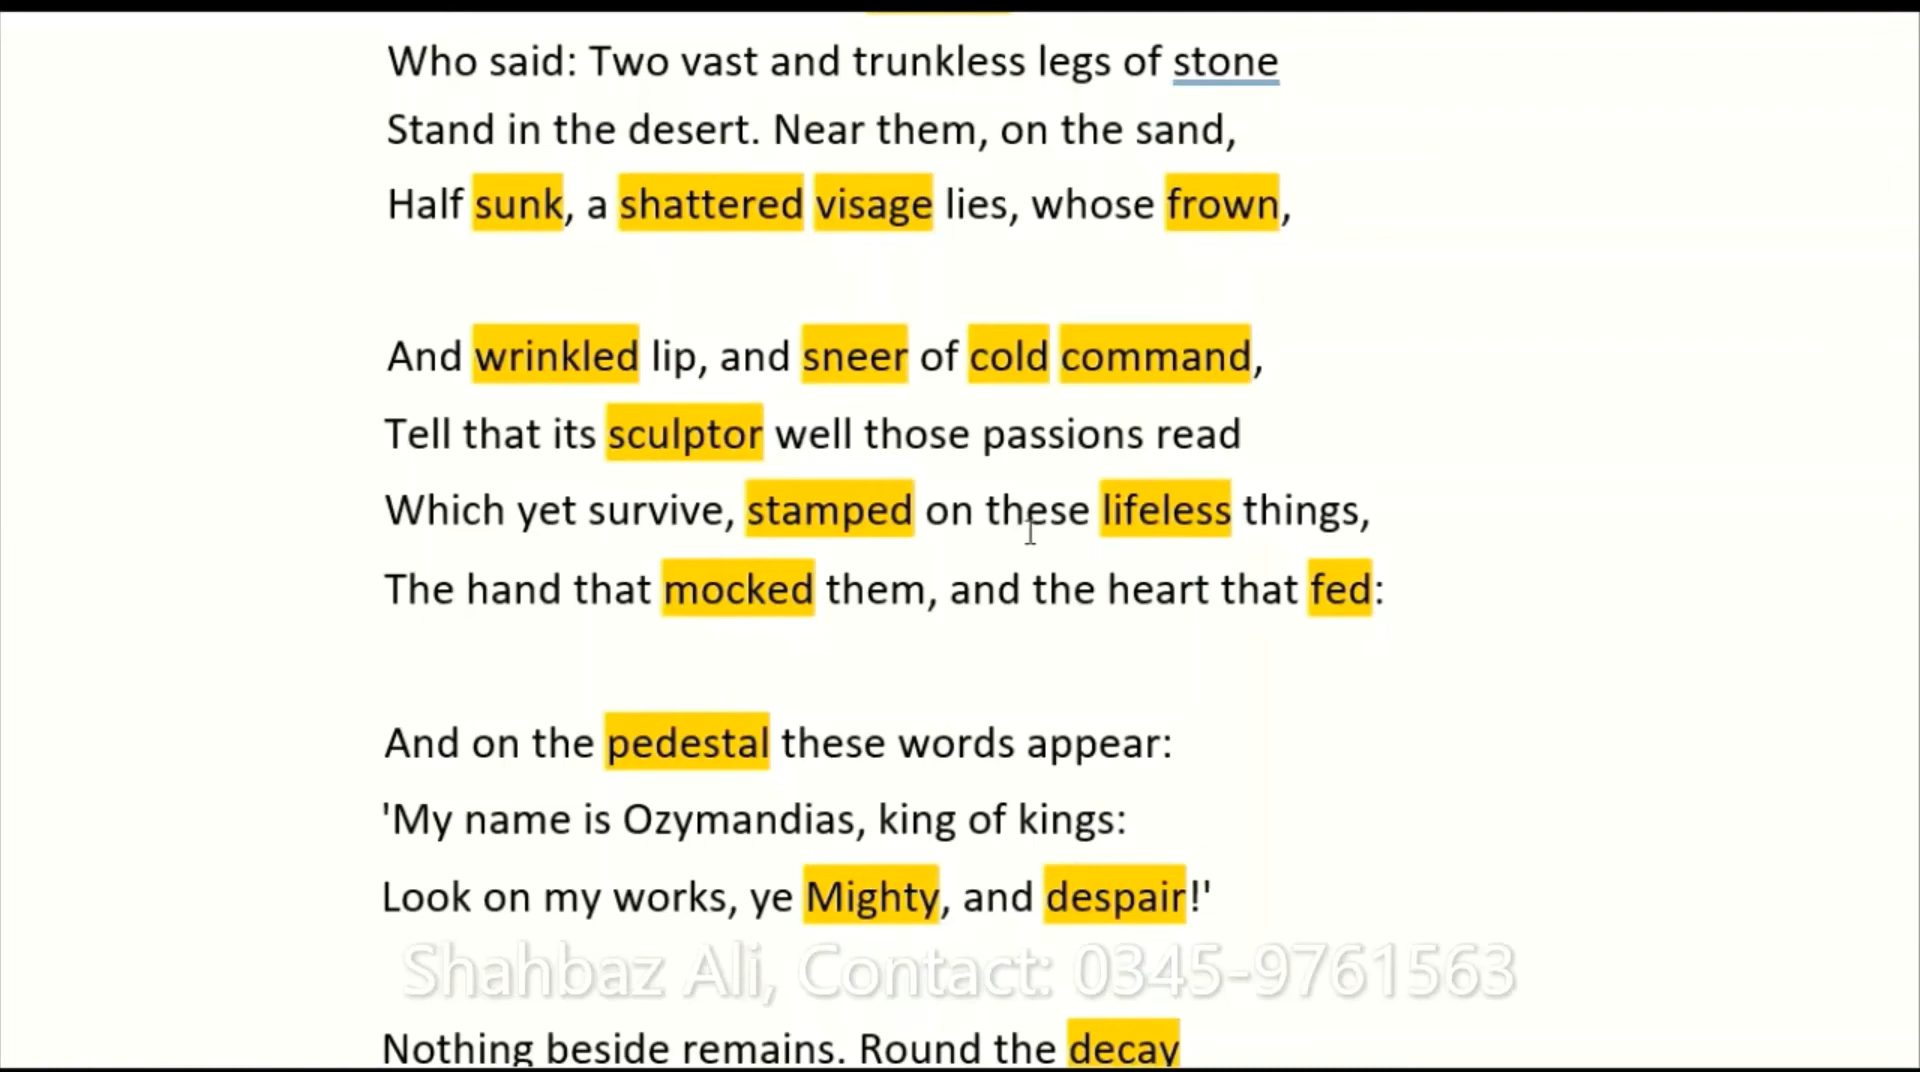 Who said: Two vast and trunkless legs of stone
Stand in the desert. Near them, on the sand,
Half sunk, a shattered visage lies, whose frown,
And wrinkled lip, and sneer of cold command,
Tell that its sculptor well those passions read
Which yet survive, stamped on these lifeless things,
The hand that mocked them, and the heart that fed:
And on the pedestal these words appear:
'My name is Ozymandias, king of kings:
Look on my works, ye Mighty, and despair!'
Shahbaz Ali, Contact: 0345-9761563
Nothing beside remains. Round the decay